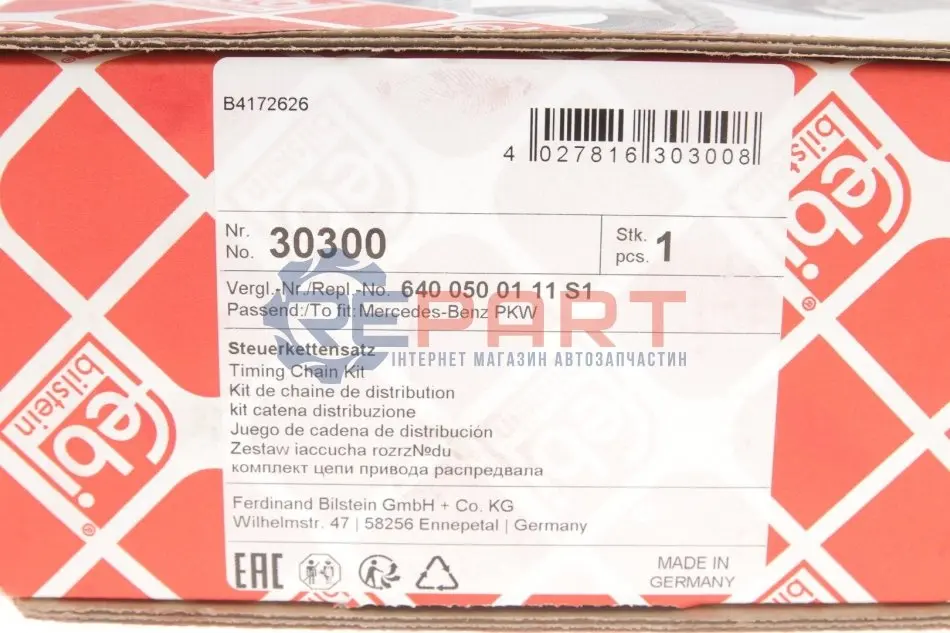 B4172626
4 027816 303008
Nr.
No. 30300
Stk.
pcs. 1
Vergl.-Nr./Repl.-No. 640 050 01 11 S1
Passend:/To fit: Mercedes-Benz PKW
REPART
ІНТЕРНЕТ МАГАЗИН АВТОЗАПЧАСТИН
Steuerkettensatz
Timing Chain Kit
Kit de chaine de distribution
kit catena distribuzione
Juego de cadena de distribución
Zestaw iaccucha rozrz№du
комплект цепи привода распредвала
Ferdinand Bilstein GmbH + Co. KG
Wilhelmstr. 47 | 58256 Ennepetal | Germany
EAC
MADE IN
GERMANY
febi
bilstein
®
febi
bilstein
®